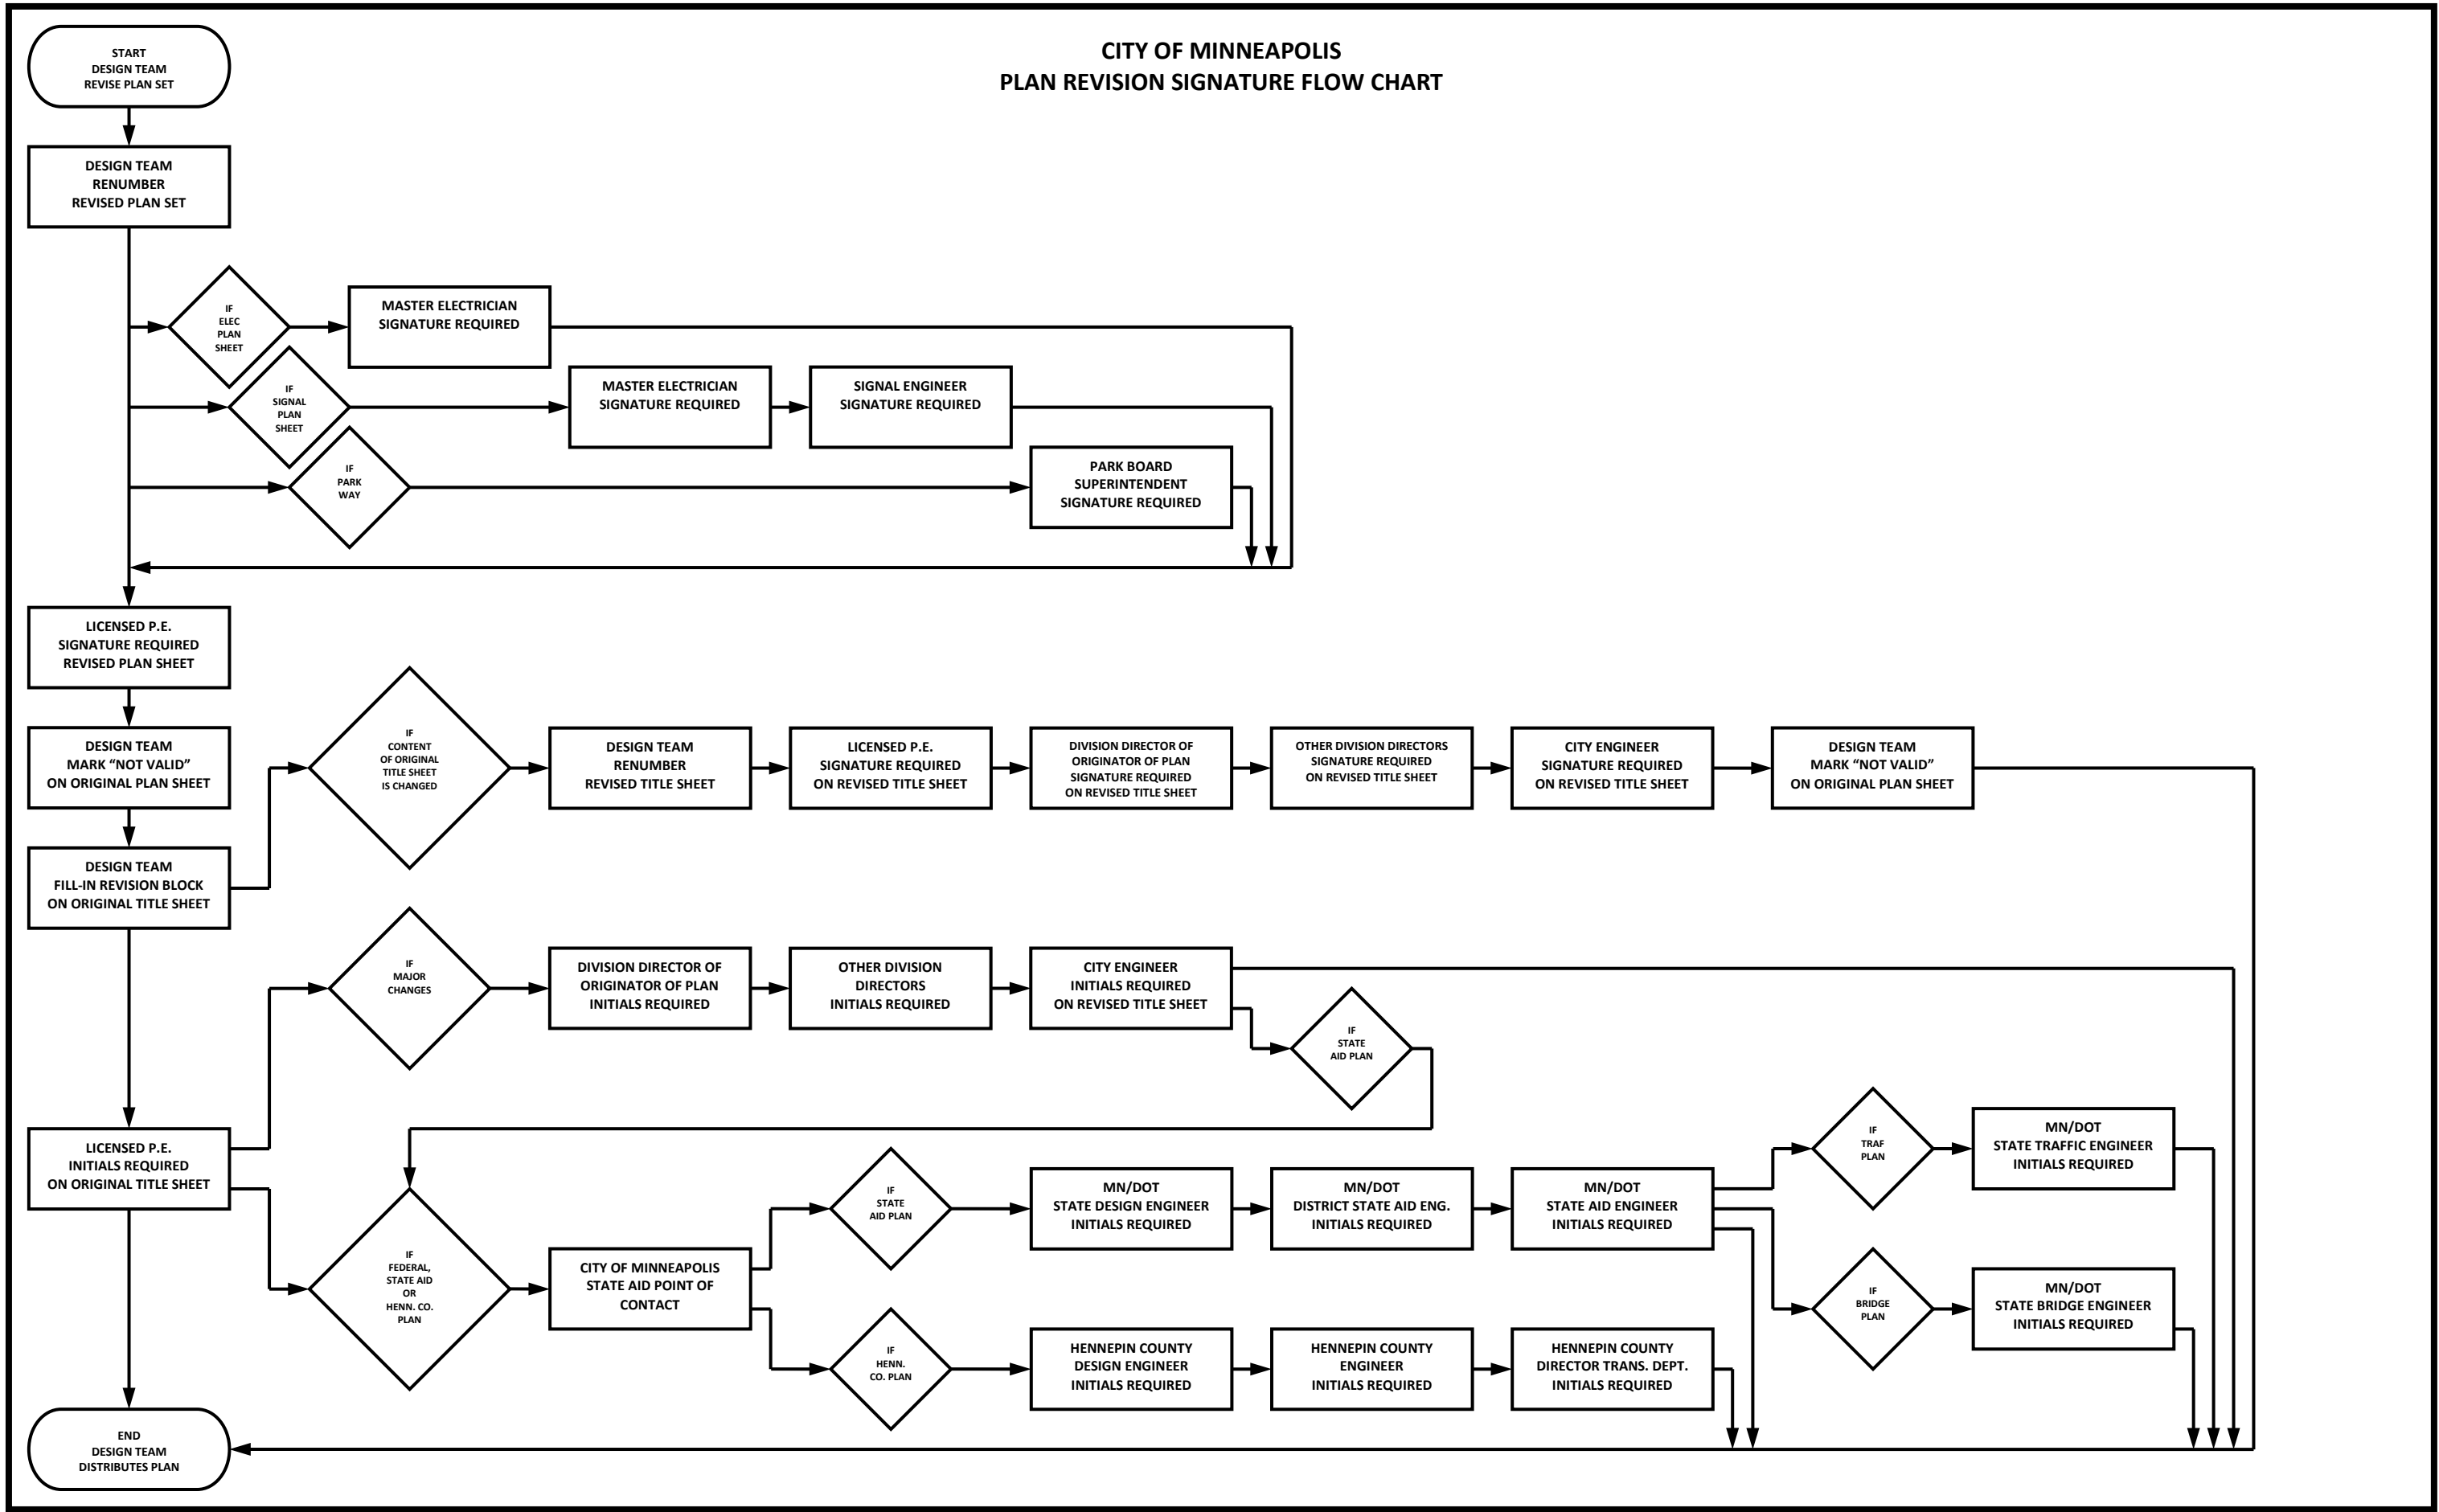 CITY OF MINNEAPOLIS
PLAN REVISION SIGNATURE FLOW CHART
START
DESIGN TEAM
REVISE PLAN SET
DESIGN TEAM
RENUMBER
REVISED PLAN SET
IF
ELEC
PLAN
SHEET
MASTER ELECTRICIAN
SIGNATURE REQUIRED
IF
SIGNAL
PLAN
SHEET
MASTER ELECTRICIAN
SIGNATURE REQUIRED
SIGNAL ENGINEER
SIGNATURE REQUIRED
IF
PARK
WAY
PARK BOARD
SUPERINTENDENT
SIGNATURE REQUIRED
LICENSED P.E.
SIGNATURE REQUIRED
REVISED PLAN SHEET
DESIGN TEAM
MARK “NOT VALID”
ON ORIGINAL PLAN SHEET
DESIGN TEAM
FILL-IN REVISION BLOCK
ON ORIGINAL TITLE SHEET
IF
CONTENT
OF ORIGINAL
TITLE SHEET
IS CHANGED
DESIGN TEAM
RENUMBER
REVISED TITLE SHEET
LICENSED P.E.
SIGNATURE REQUIRED
ON REVISED TITLE SHEET
DIVISION DIRECTOR OF
ORIGINATOR OF PLAN
SIGNATURE REQUIRED
ON REVISED TITLE SHEET
OTHER DIVISION DIRECTORS
SIGNATURE REQUIRED
ON REVISED TITLE SHEET
CITY ENGINEER
SIGNATURE REQUIRED
ON REVISED TITLE SHEET
DESIGN TEAM
MARK “NOT VALID”
ON ORIGINAL PLAN SHEET
IF
MAJOR
CHANGES
DIVISION DIRECTOR OF
ORIGINATOR OF PLAN
INITIALS REQUIRED
OTHER DIVISION
DIRECTORS
INITIALS REQUIRED
CITY ENGINEER
INITIALS REQUIRED
ON REVISED TITLE SHEET
IF
STATE
AID PLAN
LICENSED P.E.
INITIALS REQUIRED
ON ORIGINAL TITLE SHEET
IF
FEDERAL,
STATE AID
OR
HENN. CO.
PLAN
CITY OF MINNEAPOLIS
STATE AID POINT OF
CONTACT
IF
STATE
AID PLAN
MN/DOT
STATE DESIGN ENGINEER
INITIALS REQUIRED
MN/DOT
DISTRICT STATE AID ENG.
INITIALS REQUIRED
MN/DOT
STATE AID ENGINEER
INITIALS REQUIRED
IF
TRAF
PLAN
MN/DOT
STATE TRAFFIC ENGINEER
INITIALS REQUIRED
IF
BRIDGE
PLAN
MN/DOT
STATE BRIDGE ENGINEER
INITIALS REQUIRED
IF
HENN.
CO. PLAN
HENNEPIN COUNTY
DESIGN ENGINEER
INITIALS REQUIRED
HENNEPIN COUNTY
ENGINEER
INITIALS REQUIRED
HENNEPIN COUNTY
DIRECTOR TRANS. DEPT.
INITIALS REQUIRED
END
DESIGN TEAM
DISTRIBUTES PLAN